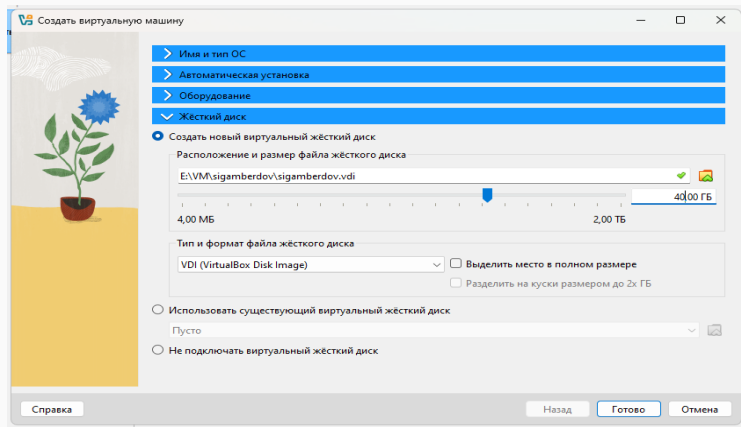 Создать виртуальную машину
Имя и тип ОС
Автоматическая установка
Оборудование
Жёсткий диск
Создать новый виртуальный жёсткий диск
Расположение и размер файла жёсткого диска
E:\VM\sigamberdov\sigamberdov.vdi
40,00 ГБ
4,00 МБ 2,00 ТБ
Тип и формат файла жёсткого диска
VDI (VirtualBox Disk Image) Выделить место в полном размере
Разделить на куски размером до 2х ГБ
Использовать существующий виртуальный жёсткий диск
Пусто
Не подключать виртуальный жёсткий диск
Справка Назад Готово Отмена